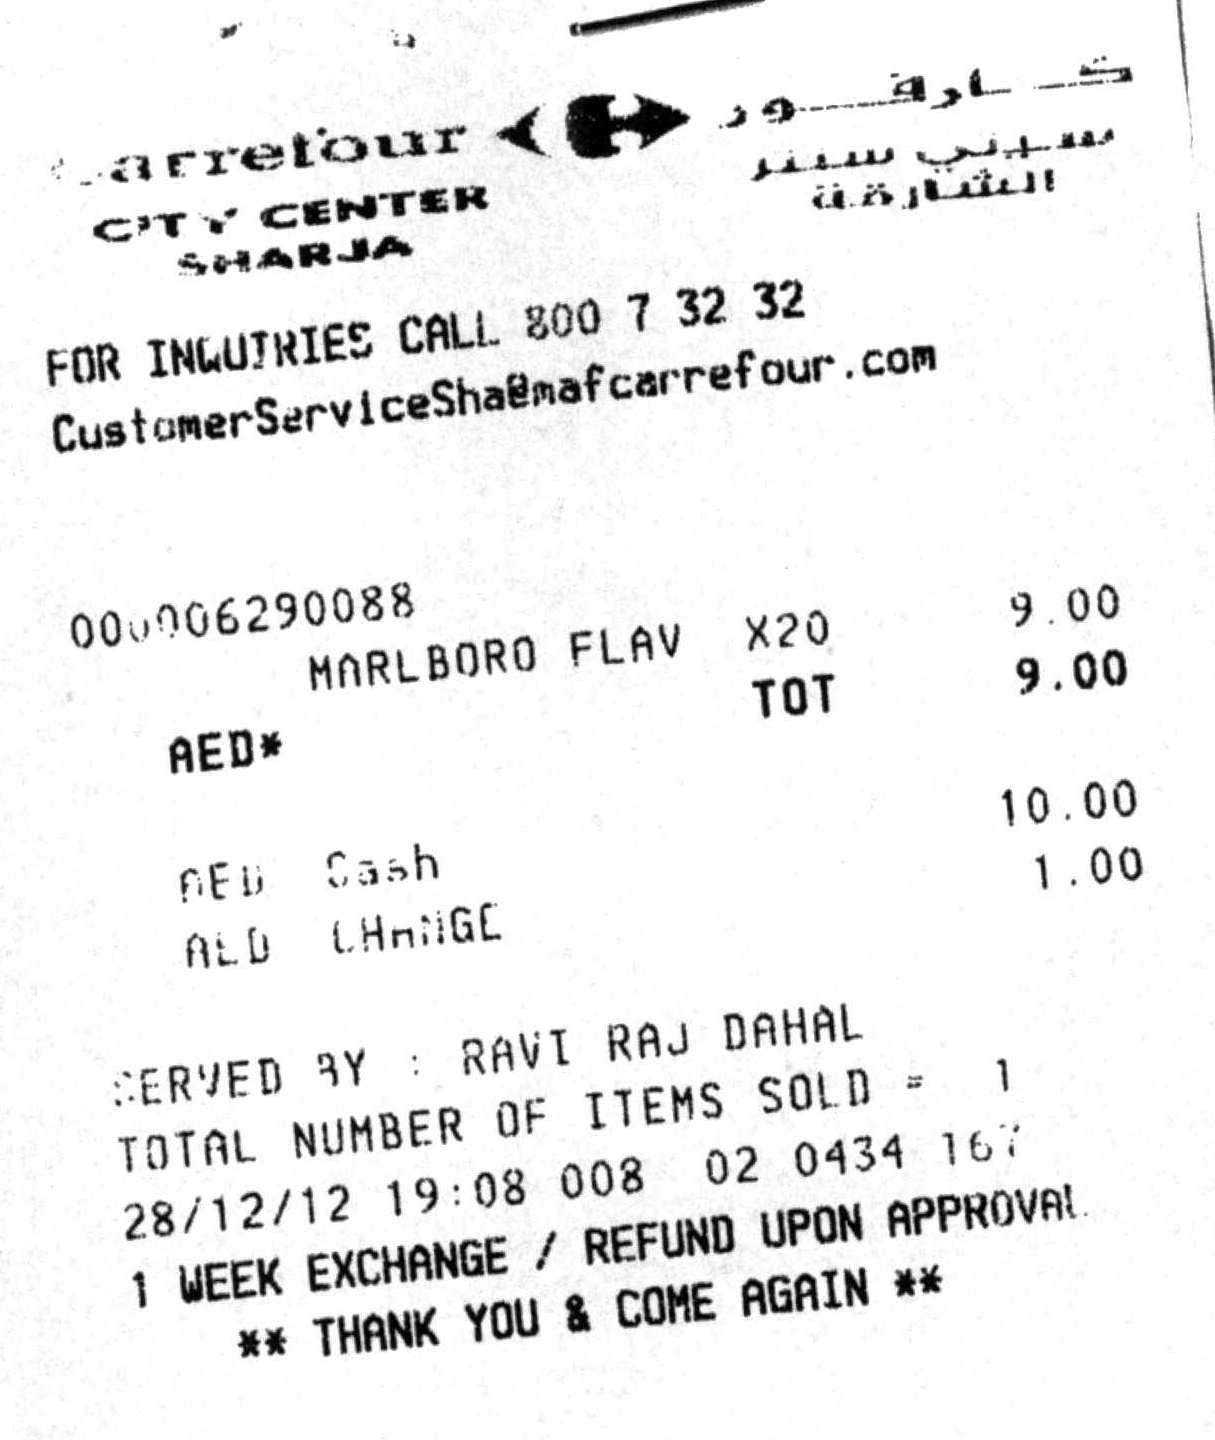 Carrefour كارفور
CITY CENTER سيتي سنتر
SHARJA الشارقة
FOR INQUIRIES CALL 800 7 32 32
CustomerServiceSha@mafcarrefour.com
000006290088
MARLBORO FLAV X20 9.00
AED* TOT 9.00
AED Cash 10.00
AED CHANGE 1.00
SERVED BY : RAVI RAJ DAHAL
TOTAL NUMBER OF ITEMS SOLD = 1
28/12/12 19:08 008 02 0434 167
1 WEEK EXCHANGE / REFUND UPON APPROVAL
** THANK YOU & COME AGAIN **